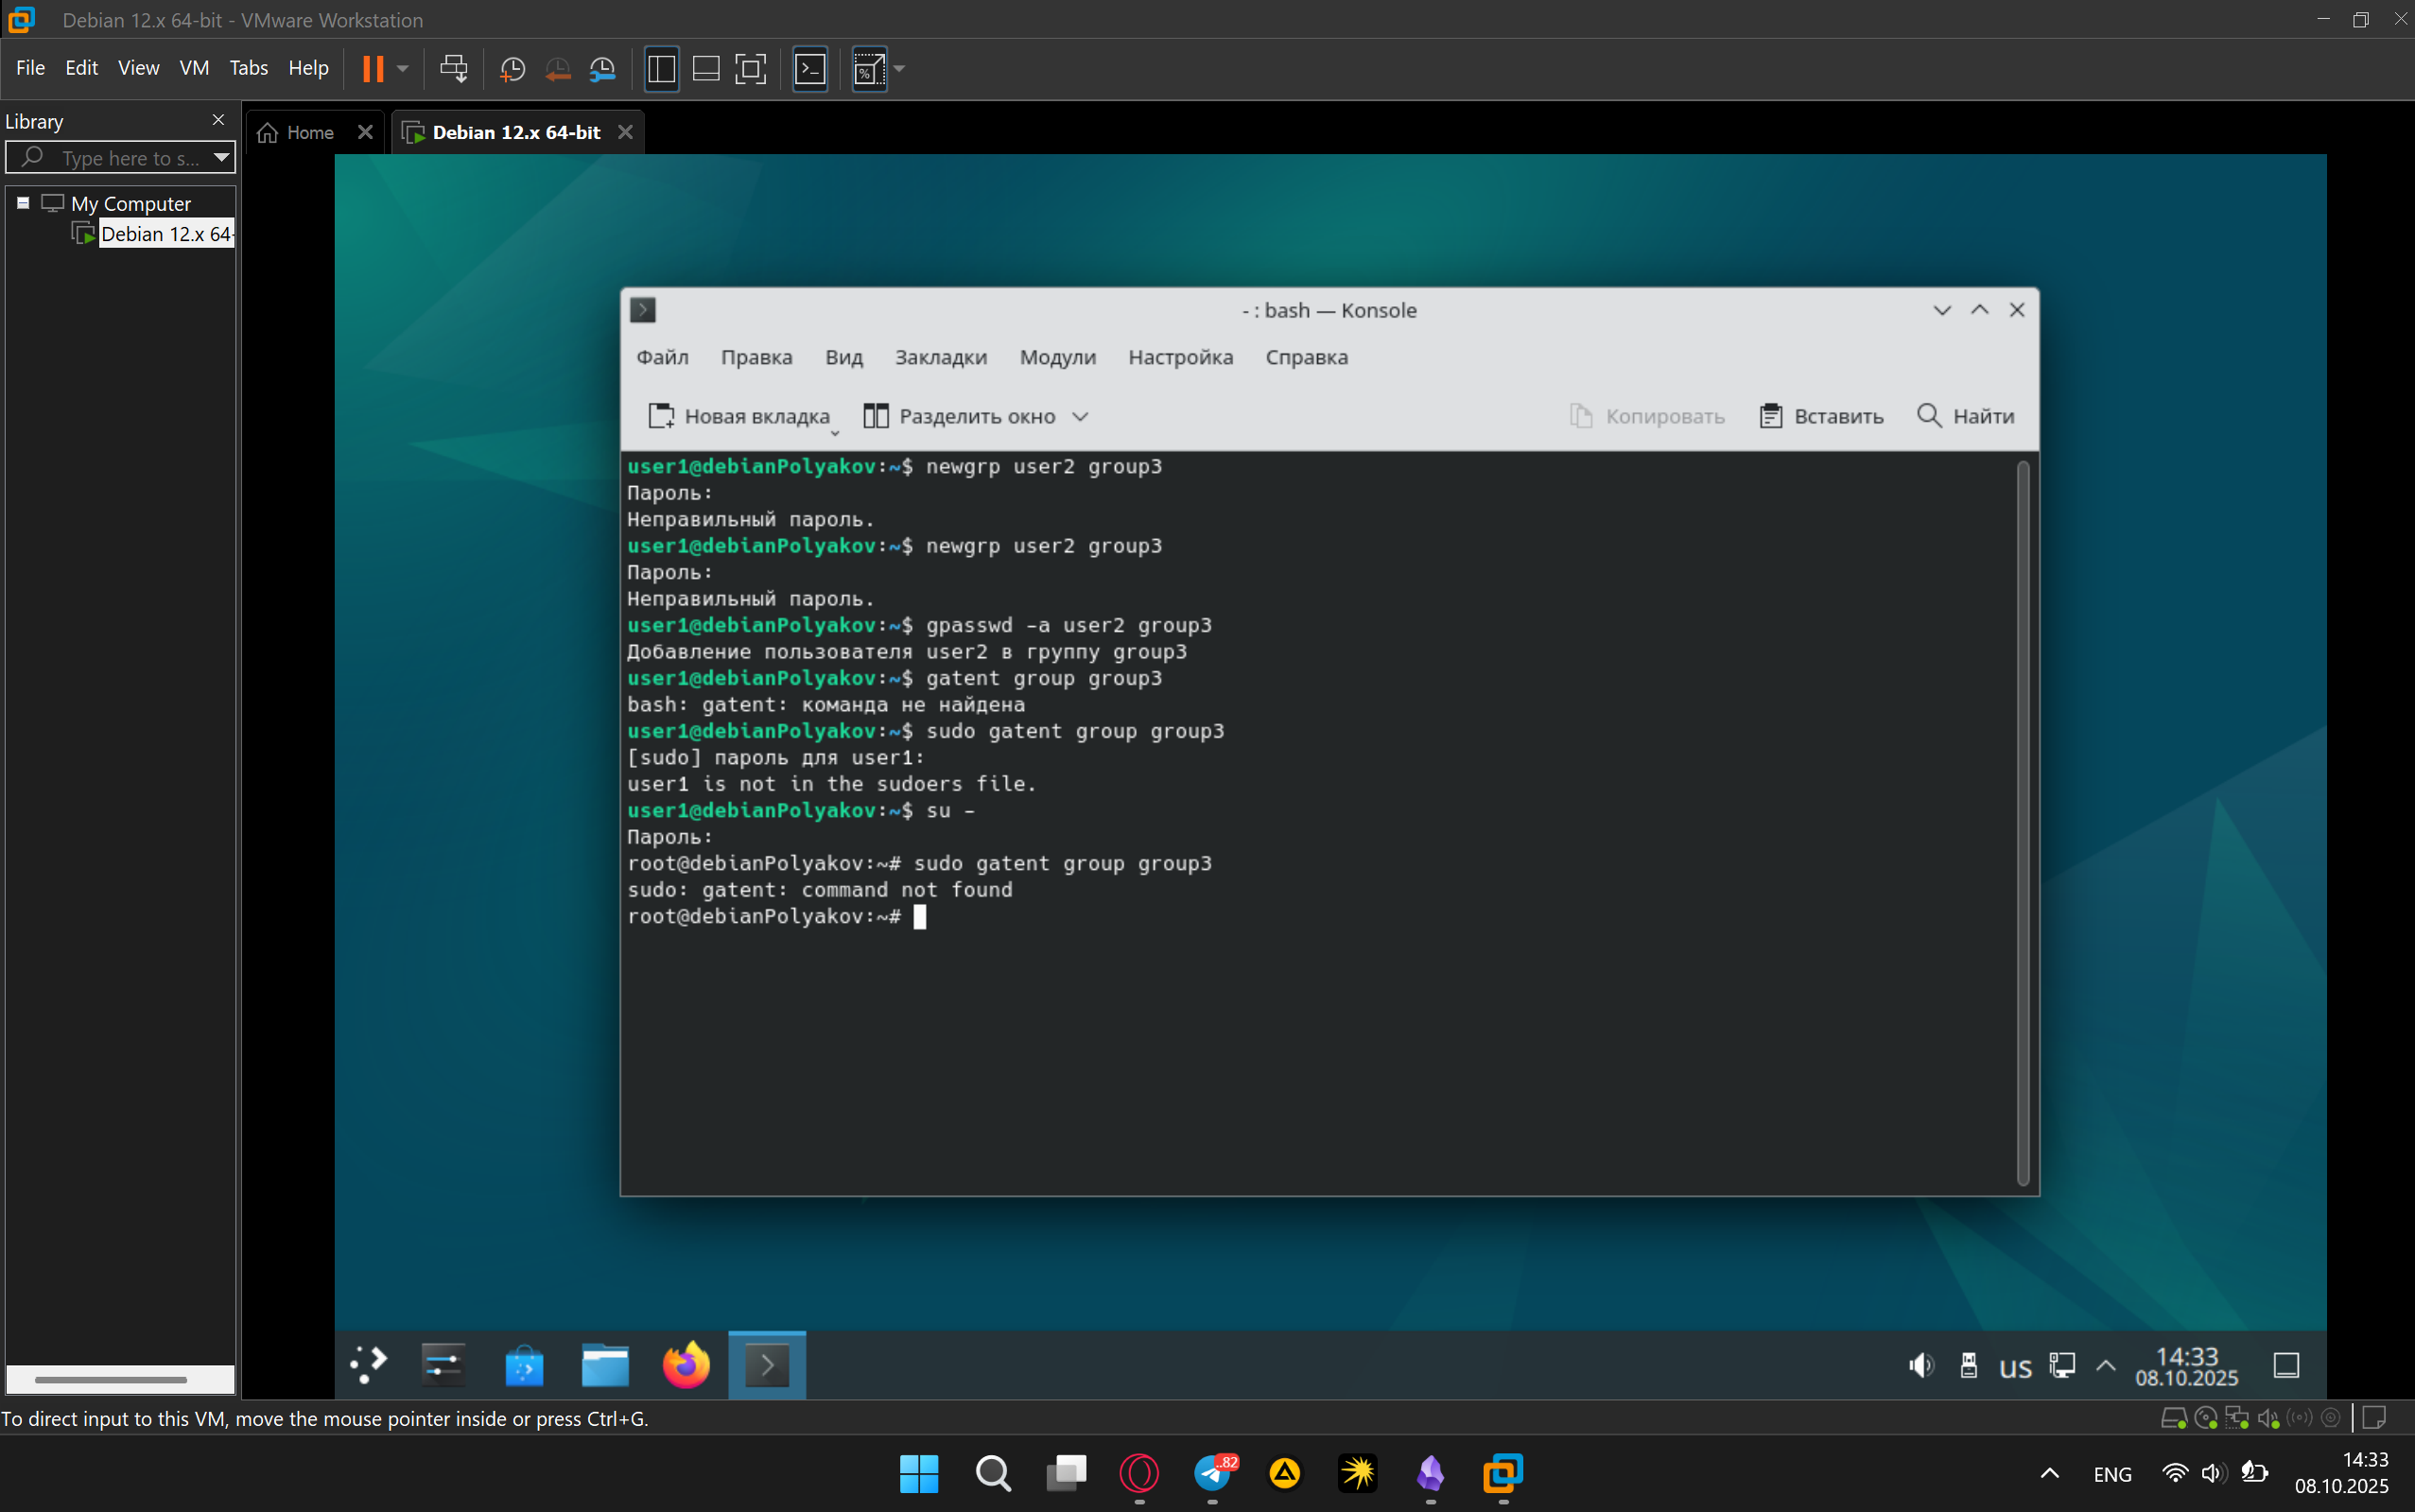 Debian 12.x 64-bit - VMware Workstation
File Edit View VM Tabs Help
Library
Home
Debian 12.x 64-bit
Type here to s...
My Computer
Debian 12.x 64-
- : bash — Konsole
Файл Правка Вид Закладки Модули Настройка Справка
Новая вкладка Разделить окно Копировать Вставить Найти
user1@debianPolyakov:~$ newgrp user2 group3
Пароль:
Неправильный пароль.
user1@debianPolyakov:~$ newgrp user2 group3
Пароль:
Неправильный пароль.
user1@debianPolyakov:~$ gpasswd -a user2 group3
Добавление пользователя user2 в группу group3
user1@debianPolyakov:~$ gatent group group3
bash: gatent: команда не найдена
user1@debianPolyakov:~$ sudo gatent group group3
[sudo] пароль для user1:
user1 is not in the sudoers file.
user1@debianPolyakov:~$ su -
Пароль:
root@debianPolyakov:~# sudo gatent group group3
sudo: gatent: command not found
root@debianPolyakov:~#
us
14:33
08.10.2025
To direct input to this VM, move the mouse pointer inside or press Ctrl+G.
..82
ENG
14:33
08.10.2025